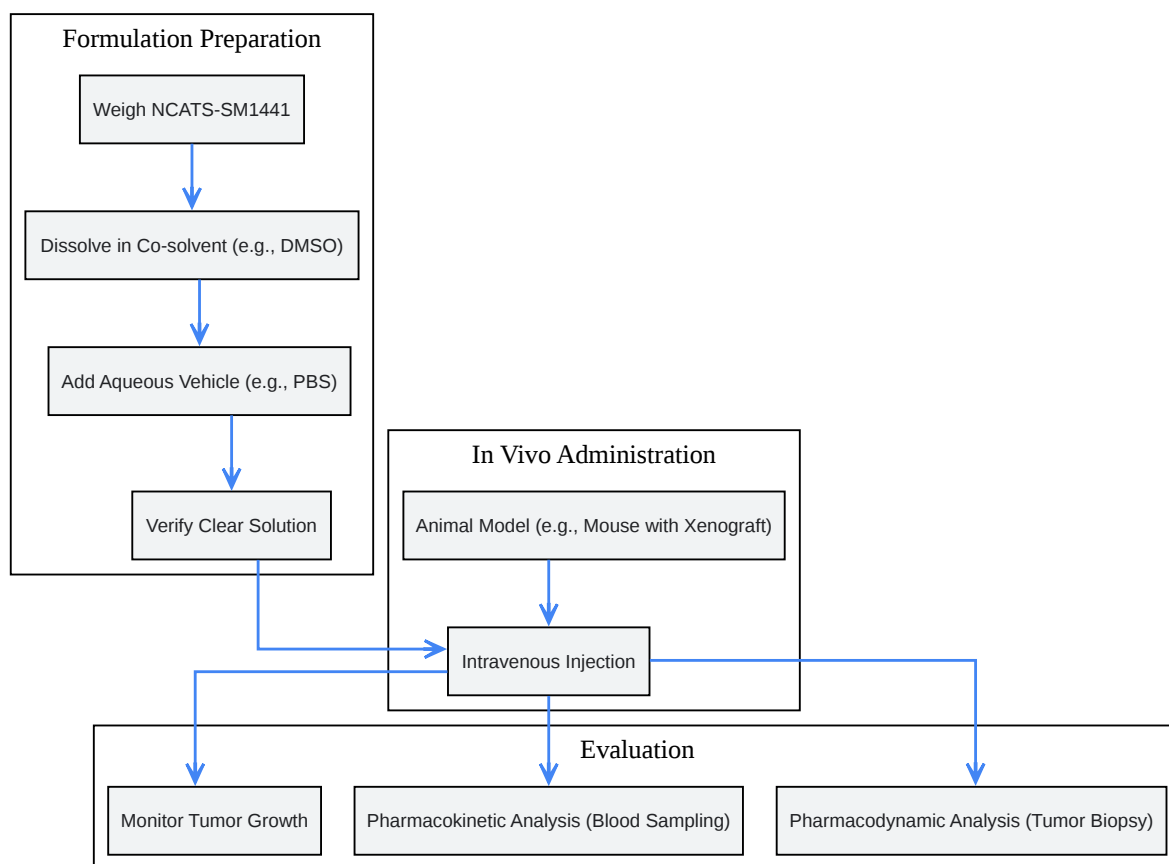 Formulation Preparation
Weigh NCATS-SM1441
Dissolve in Co-solvent (e.g., DMSO)
Add Aqueous Vehicle (e.g., PBS)
Verify Clear Solution
In Vivo Administration
Animal Model (e.g., Mouse with Xenograft)
Intravenous Injection
Evaluation
Monitor Tumor Growth
Pharmacokinetic Analysis (Blood Sampling)
Pharmacodynamic Analysis (Tumor Biopsy)